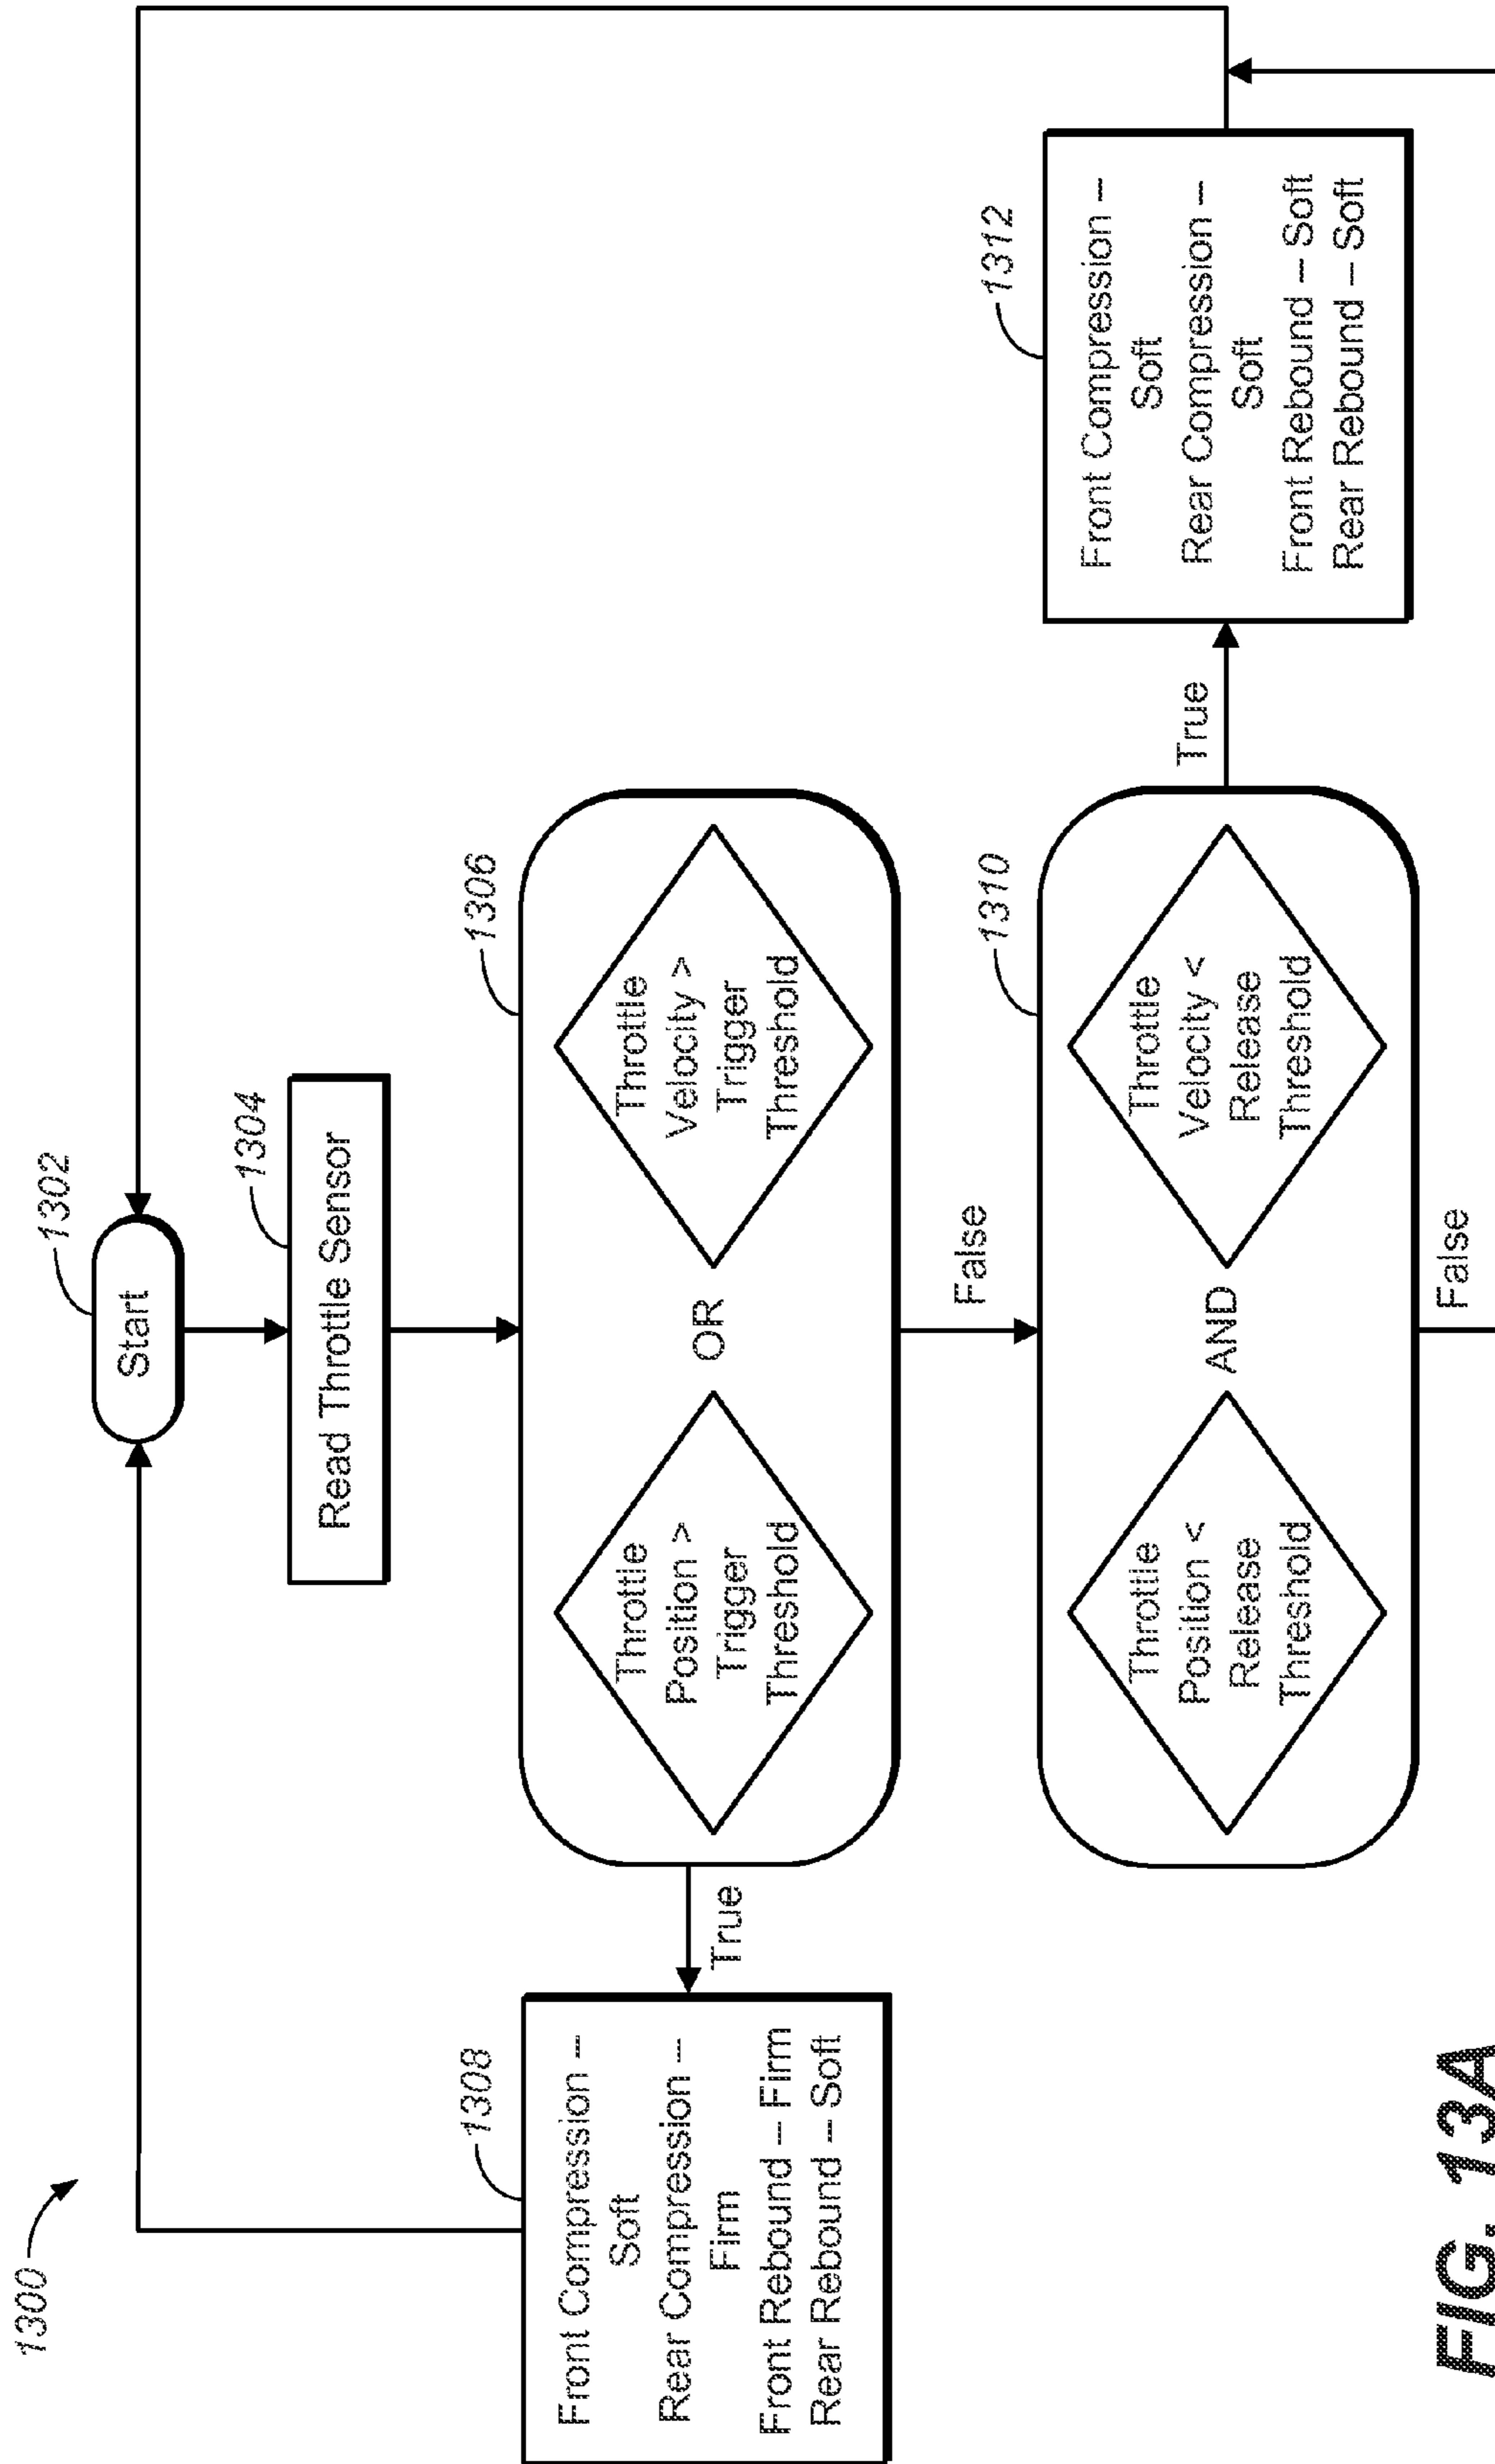 1300
1302
Start
1304
Read Throttle Sensor
1306
Throttle
Position >
Trigger
Threshold
OR
Throttle
Velocity >
Trigger
Threshold
True
1308
Front Compression –
Soft
Rear Compression –
Firm
Front Rebound – Firm
Rear Rebound – Soft
False
1310
Throttle
Position <
Release
Threshold
AND
Throttle
Velocity <
Release
Threshold
True
1312
Front Compression –
Soft
Rear Compression –
Soft
Front Rebound – Soft
Rear Rebound – Soft
False
FIG. 13A